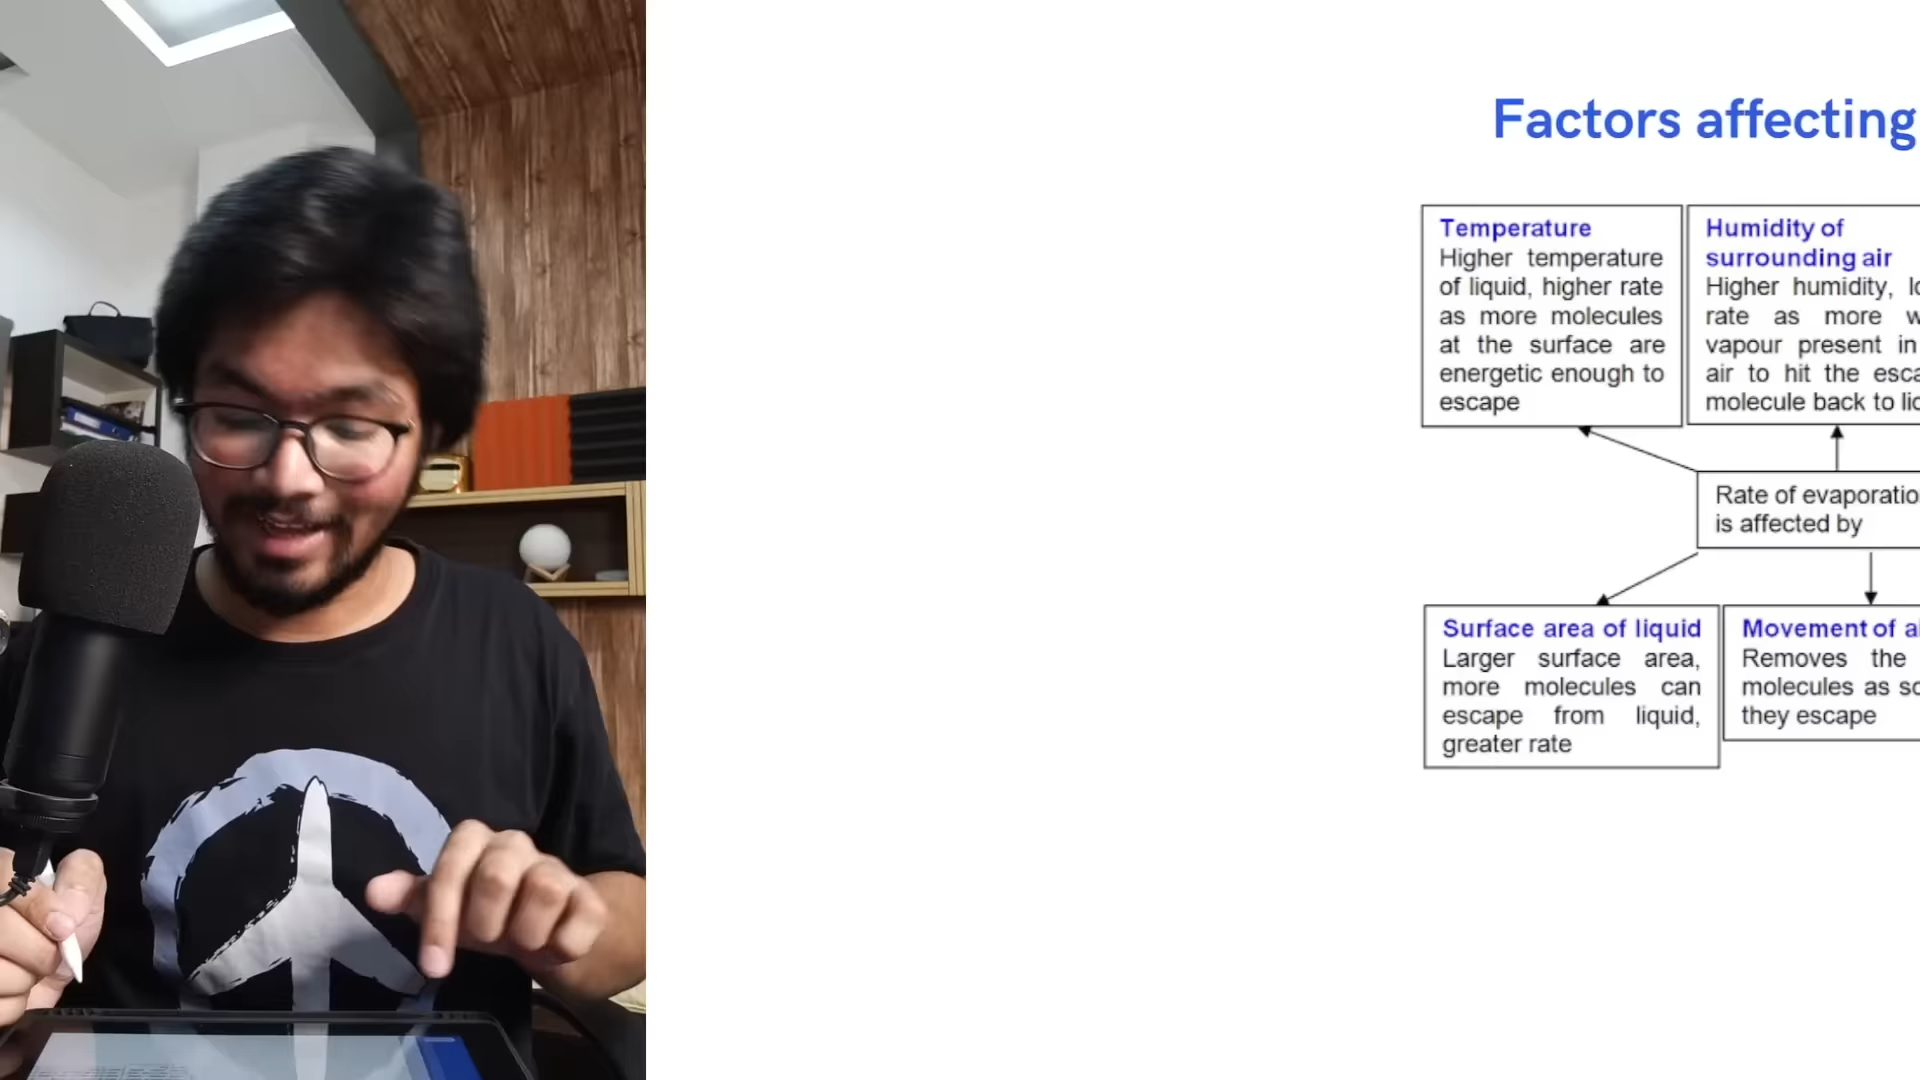 Factors affecting
Temperature
Higher temperature
of liquid, higher rate
as more molecules
at the surface are
energetic enough to
escape
Humidity of
surrounding air
Higher humidity,
rate as more
vapour present in
air to hit the
molecule back to
Rate of
is affected by
Surface area of liquid
Larger surface area,
more molecules can
escape from liquid,
greater rate
Movement of
Removes the
molecules as
they escape